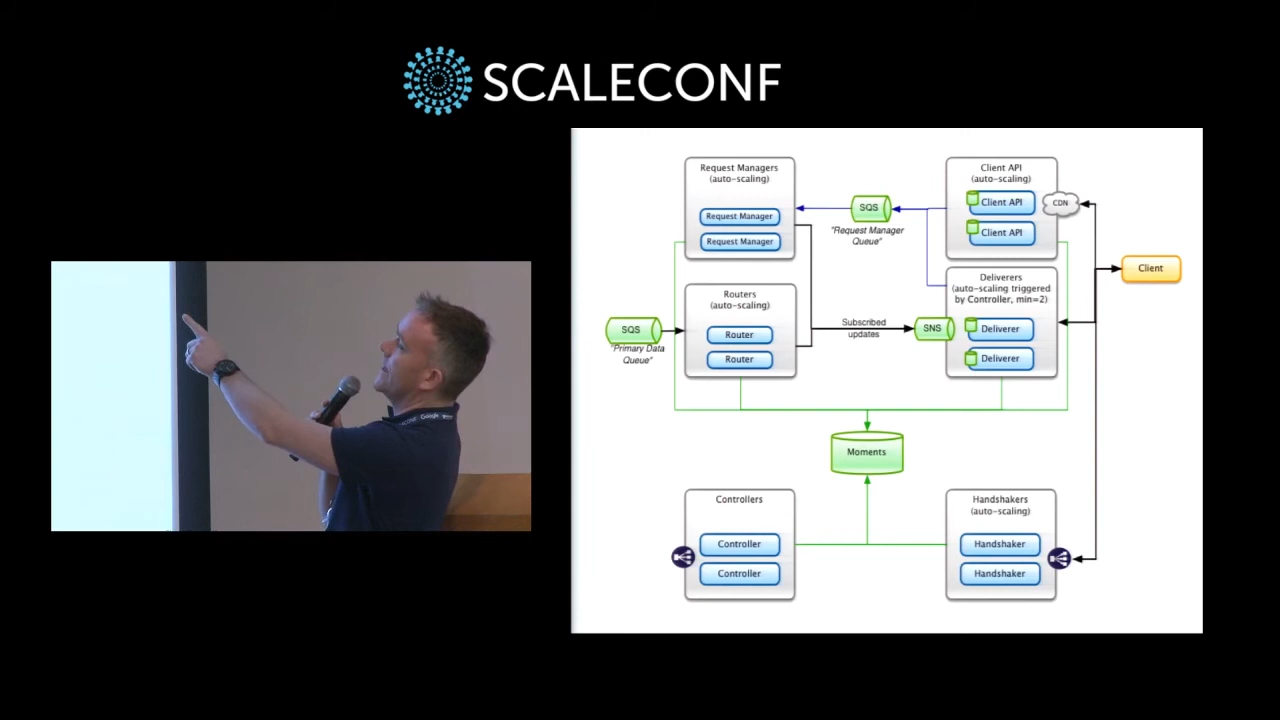 SCALECONF
Request Managers
(auto-scaling)
Request Manager
Request Manager
SQS
"Request Manager
Queue"
Client API
(auto-scaling)
Client API
Client API
CDN
Client
Routers
(auto-scaling)
Router
Router
SQS
"Primary Data
Queue"
Subscribed
updates
SNS
Deliverers
(auto-scaling triggered
by Controller, min=2)
Deliverer
Deliverer
Moments
Controllers
Controller
Controller
Handshakers
(auto-scaling)
Handshaker
Handshaker
Google